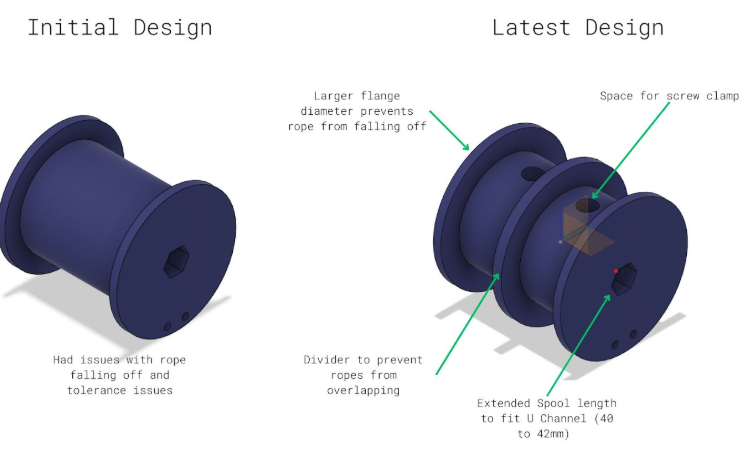 Initial Design
Latest Design
Larger flange
diameter prevents
rope from falling off
Space for screw clamp
Had issues with rope
falling off and
tolerance issues
Divider to prevent
ropes from
overlapping
Extended Spool length
to fit U Channel (40
to 42mm)